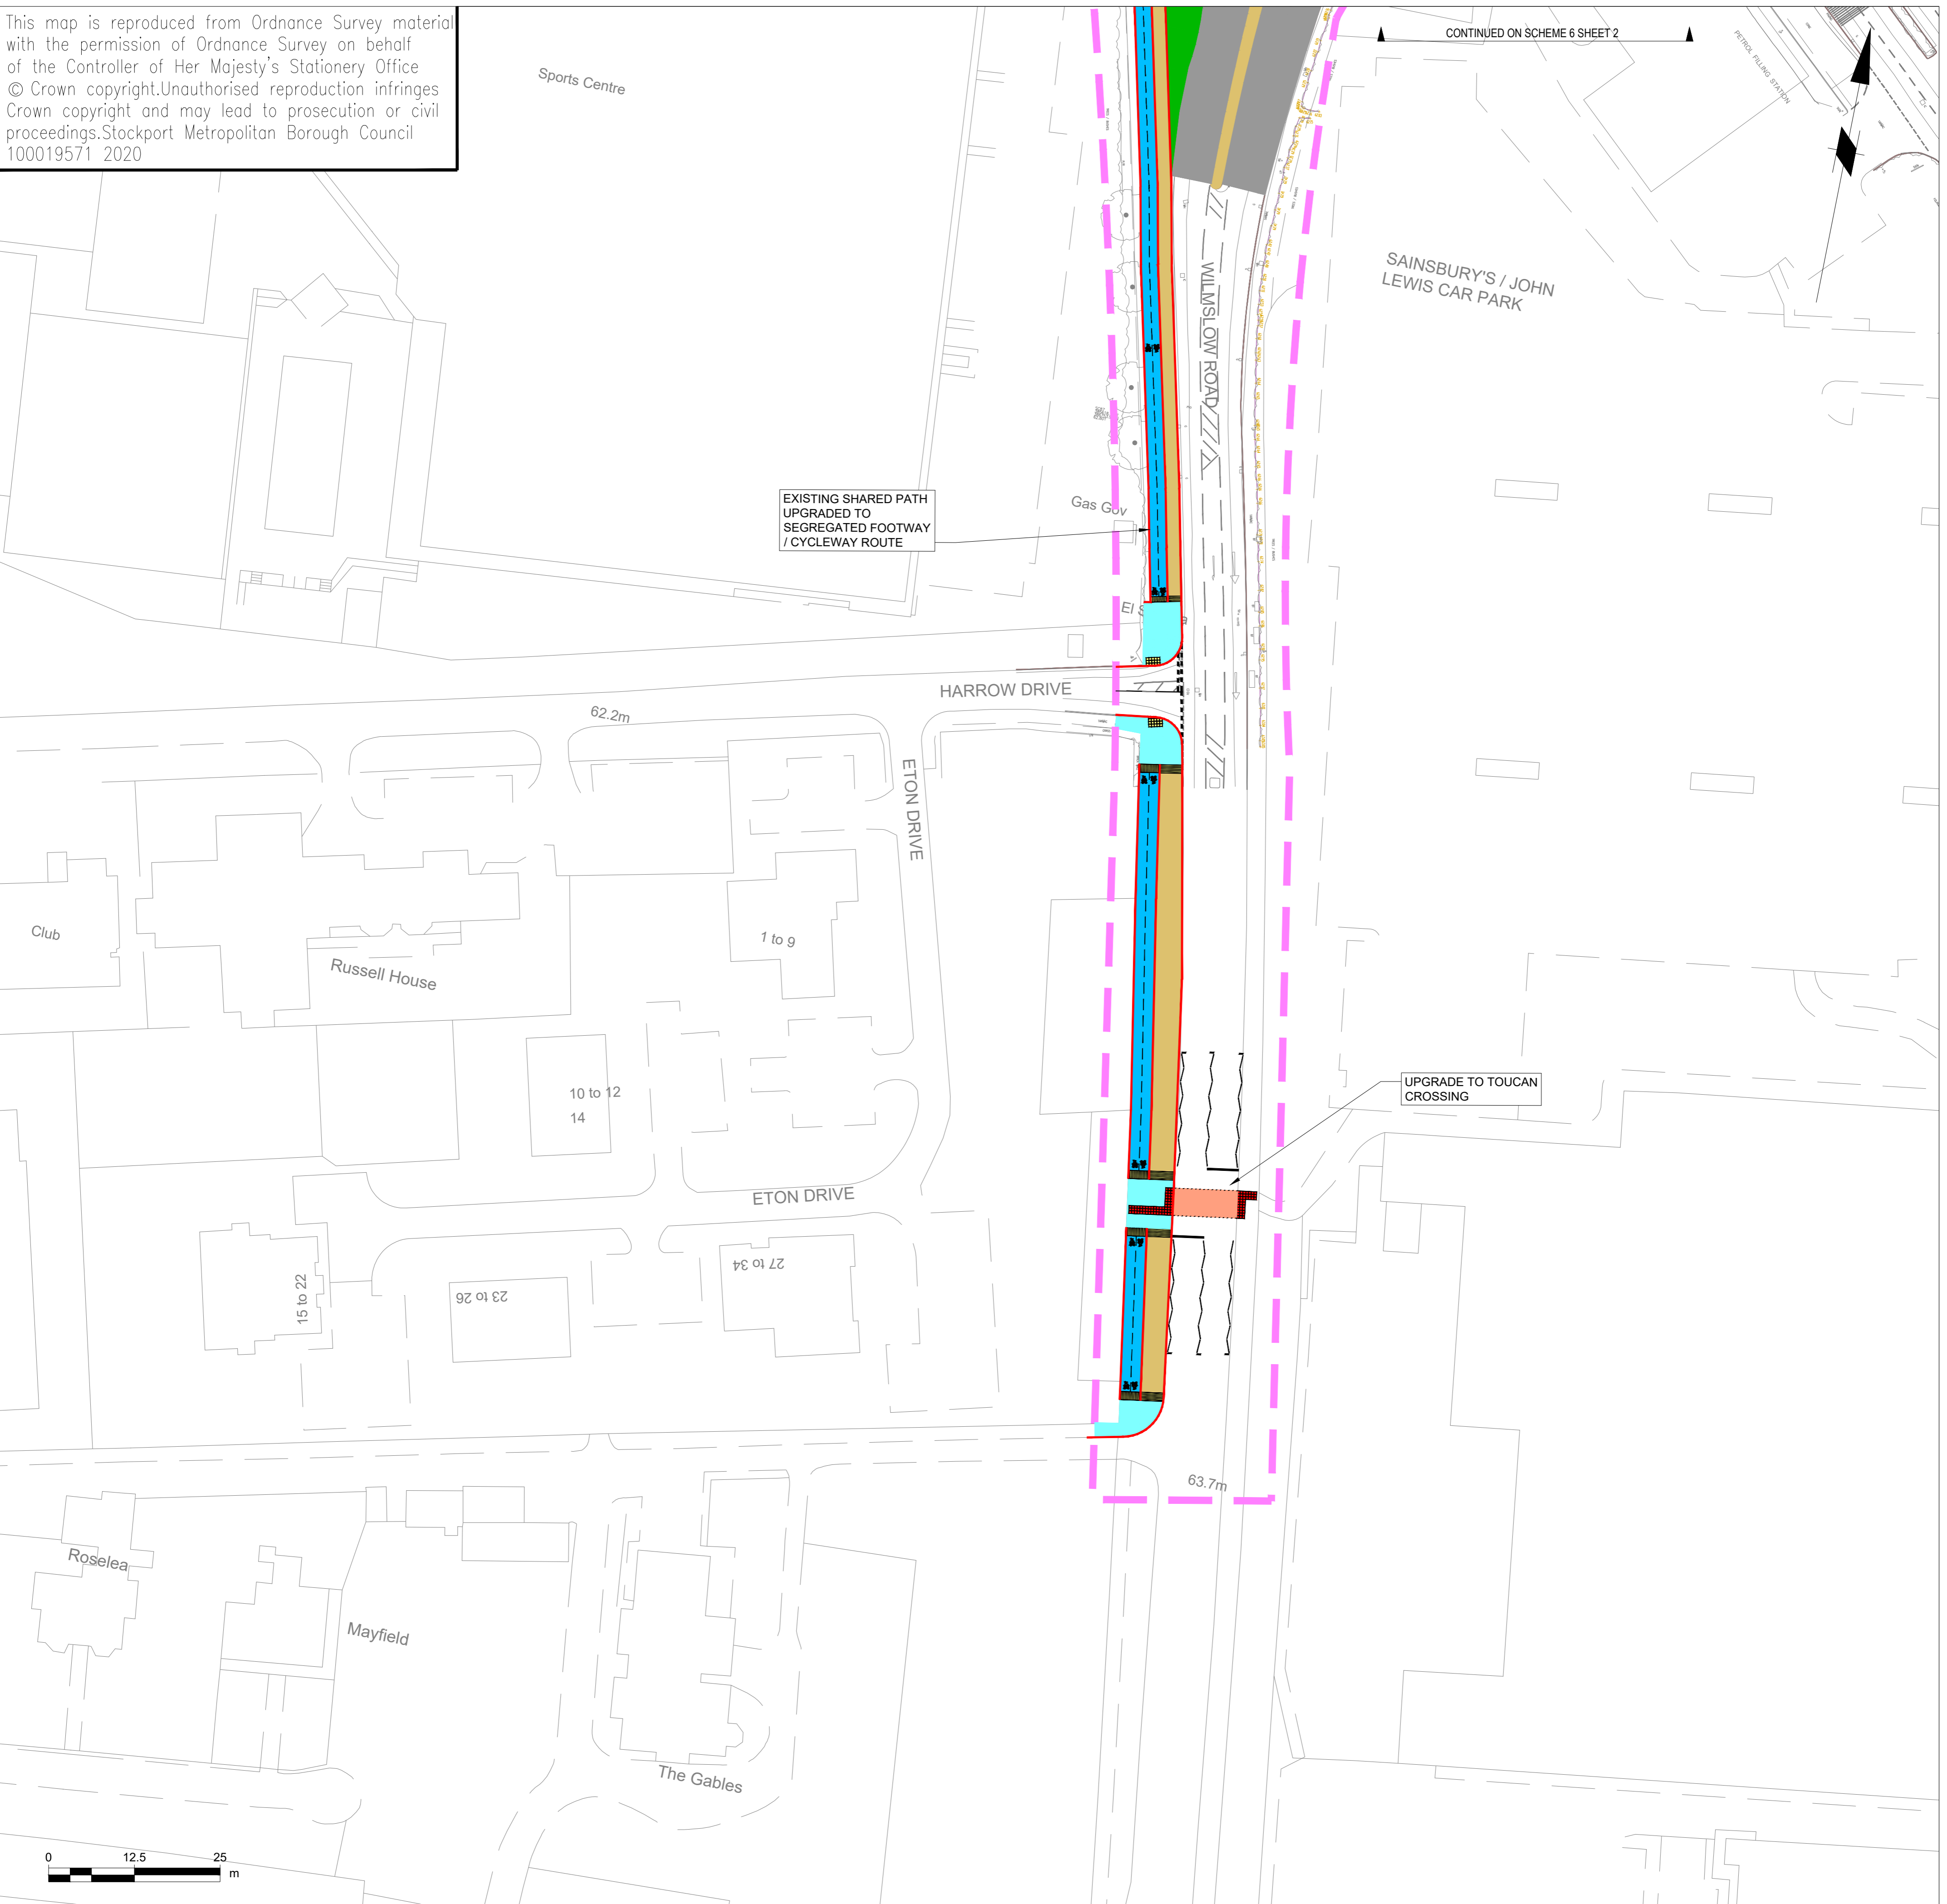 This map is reproduced from Ordnance Survey material
with the permission of Ordnance Survey on behalf
of the Controller of Her Majesty's Stationery Office
© Crown copyright.Unauthorised reproduction infringes
Crown copyright and may lead to prosecution or civil
proceedings.Stockport Metropolitan Borough Council
100019571 2020
Sports Centre
CONTINUED ON SCHEME 6 SHEET 2
PETROL FILLING STATION
SAINSBURY'S / JOHN
LEWIS CAR PARK
WILMSLOW ROAD
EXISTING SHARED PATH
UPGRADED TO
SEGREGATED FOOTWAY
/ CYCLEWAY ROUTE
Gas Gov
El S
HARROW DRIVE
62.2m
ETON DRIVE
Club
Russell House
1 to 9
10 to 12
14
UPGRADE TO TOUCAN
CROSSING
ETON DRIVE
15 to 22
23 to 26
27 to 34
63.7m
Roselea
Mayfield
The Gables
0 12.5 25
m